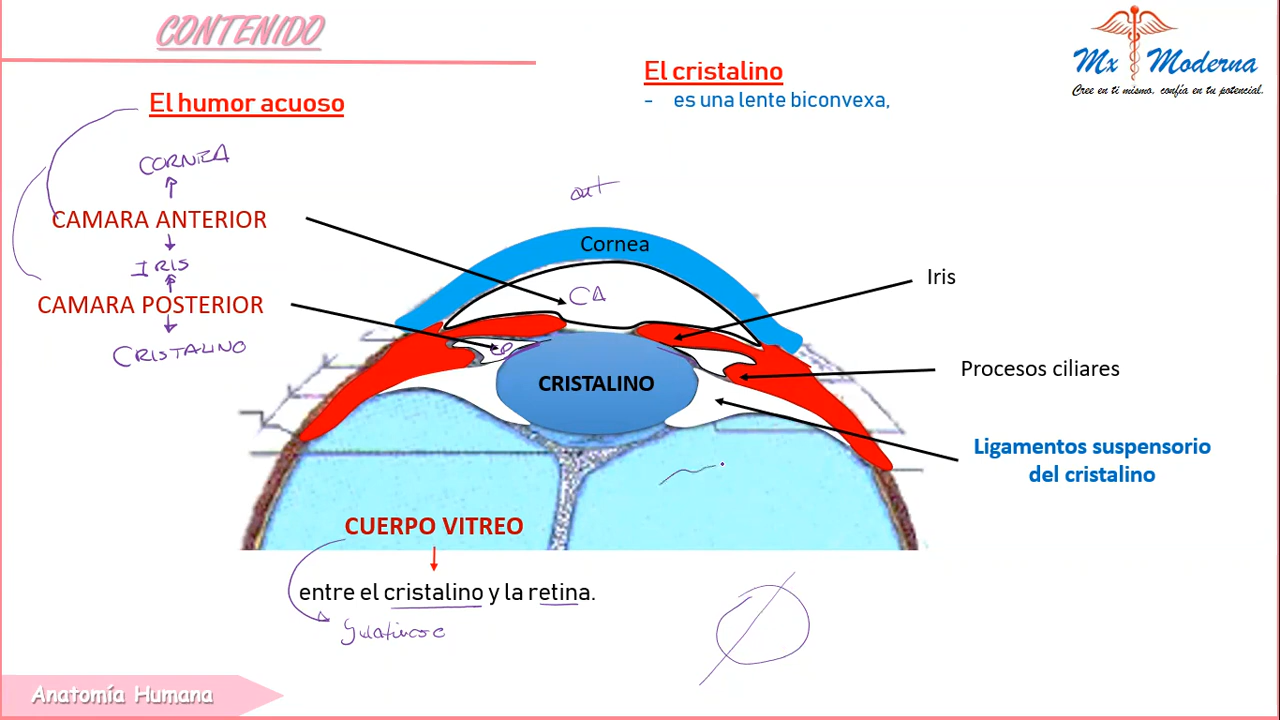 CONTENIDO
Mx Moderna
Cree en ti mismo, confía en tu potencial.
El humor acuoso
CORNEA
CAMARA ANTERIOR
IRIS
CAMARA POSTERIOR
CRISTALINO
El cristalino
- es una lente biconvexa,
ant
Cornea
CA
CP
CRISTALINO
Iris
Procesos ciliares
Ligamentos suspensorio
del cristalino
CUERPO VITREO
entre el cristalino y la retina.
Anatomía Humana